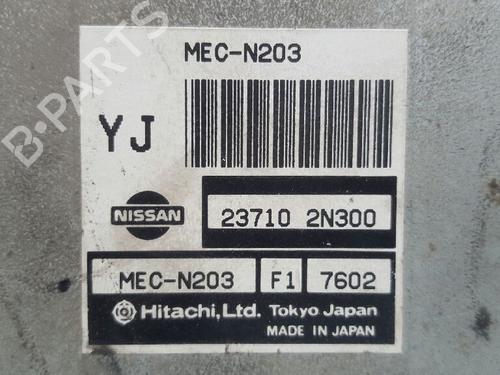 MEC-N203
YJ
NISSAN
23710 2N300
MEC-N203 F1 7602
Hitachi, Ltd. Tokyo Japan
MADE IN JAPAN
B-PARTS